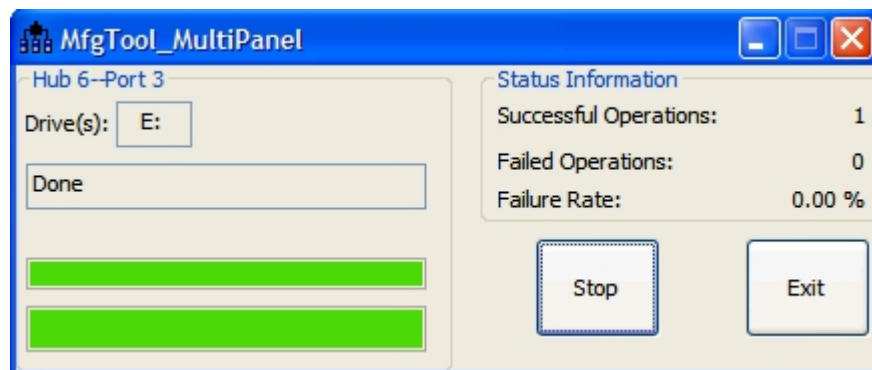 MfgTool_MultiPanel
Hub 6--Port 3
Drive(s): E:
Done
Status Information
Successful Operations: 1
Failed Operations: 0
Failure Rate: 0.00 %
Stop Exit